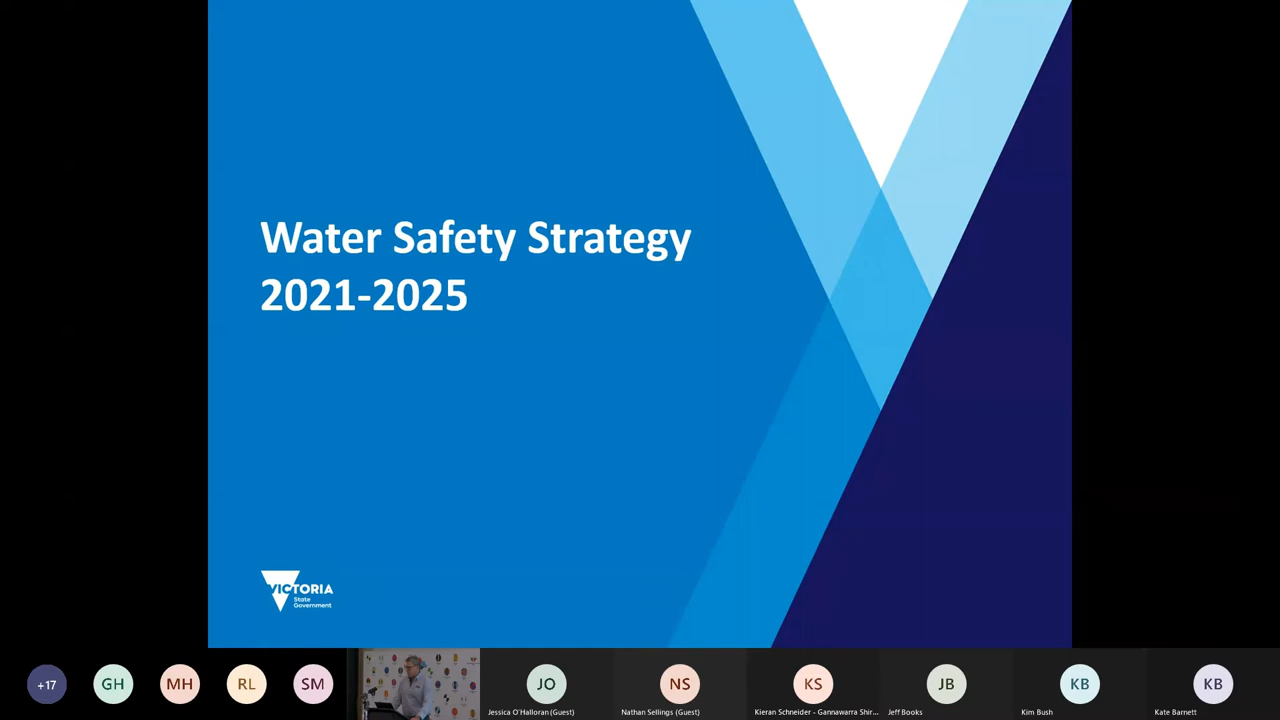 Water Safety Strategy
2021-2025
VICTORIA
State
Government
+17
GH
MH
RL
SM
JO
NS
KS
JB
KB
KB
Jessica O'Halloran (Guest)
Nathan Sellings (Guest)
Kieran Schneider - Gannawarra Shir...
Jeff Books
Kim Bush
Kate Barnett